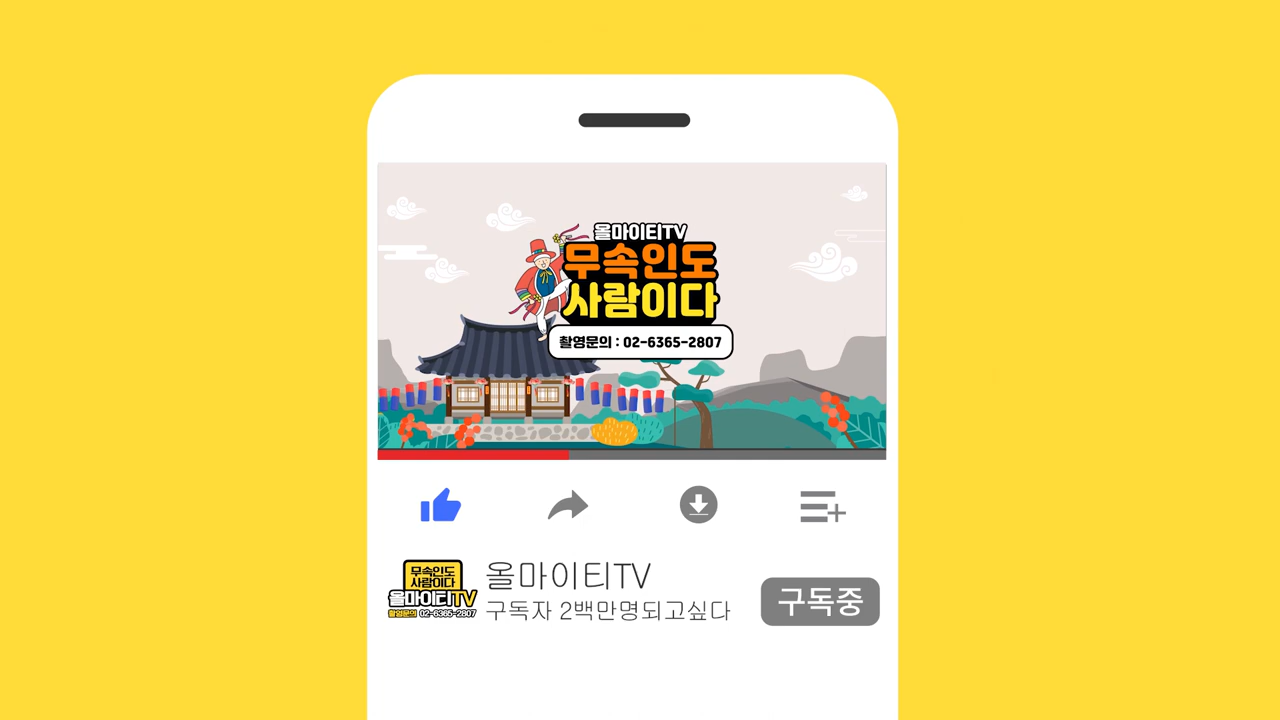 올마이티TV
무속인도
사람이다
촬영문의 : 02-6365-2807
무속인도
사람이다
올마이티TV
촬영문의 02-6365-2807
올마이티TV
구독자 2백만명되고싶다
구독중